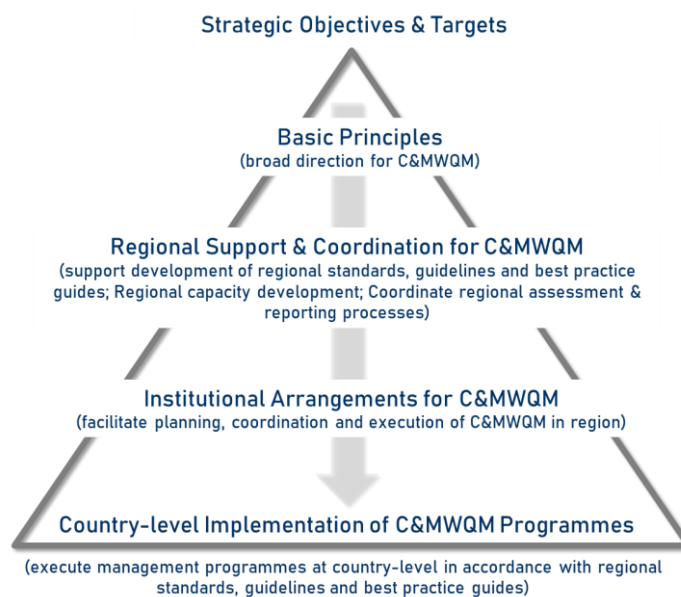 Strategic Objectives & Targets
Basic Principles
(broad direction for C&MWQM)
Regional Support & Coordination for C&MWQM
(support development of regional standards, guidelines and best practice
guides; Regional capacity development; Coordinate regional assessment &
reporting processes)
Institutional Arrangements for C&MWQM
(facilitate planning, coordination and execution of C&MWQM in region)
Country-level Implementation of C&MWQM Programmes
(execute management programmes at country-level in accordance with regional
standards, guidelines and best practice guides)